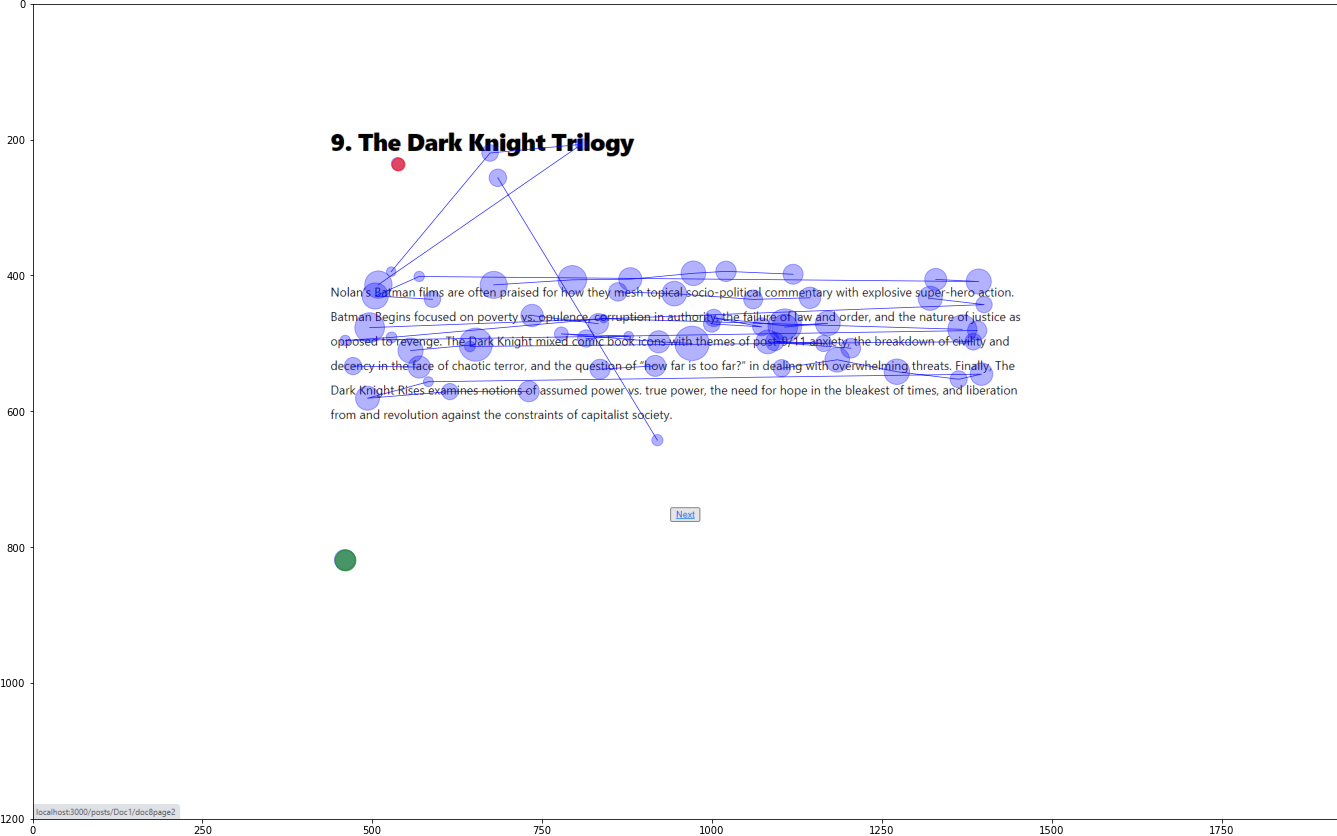 0
200
9. The Dark Knight Trilogy
400
Nolan's Batman films are often praised for how they mesh topical socio-political commentary with explosive super-hero action.
Batman Begins focused on poverty vs. opulence, corruption in authority, the failure of law and order, and the nature of justice as
opposed to revenge. The Dark Knight mixed comic book icons with themes of post-9/11 anxiety, the breakdown of civility and
decency in the face of chaotic terror, and the question of "how far is too far?" in dealing with overwhelming threats. Finally, The
Dark Knight Rises examines notions of assumed power vs. true power, the need for hope in the bleakest of times, and liberation
600
from and revolution against the constraints of capitalist society.
Next
800
1000
localhost:3000/posts/Doc1/doc8page2
1200
0 250 500 750 1000 1250 1500 1750